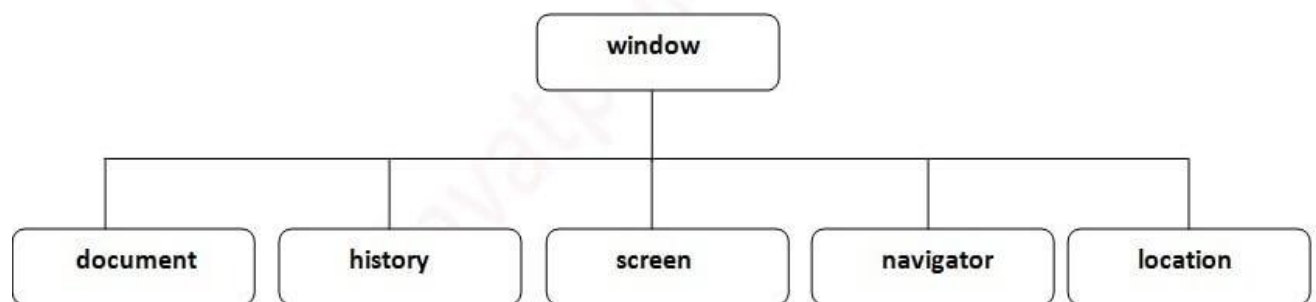 window
document
history
screen
navigator
location